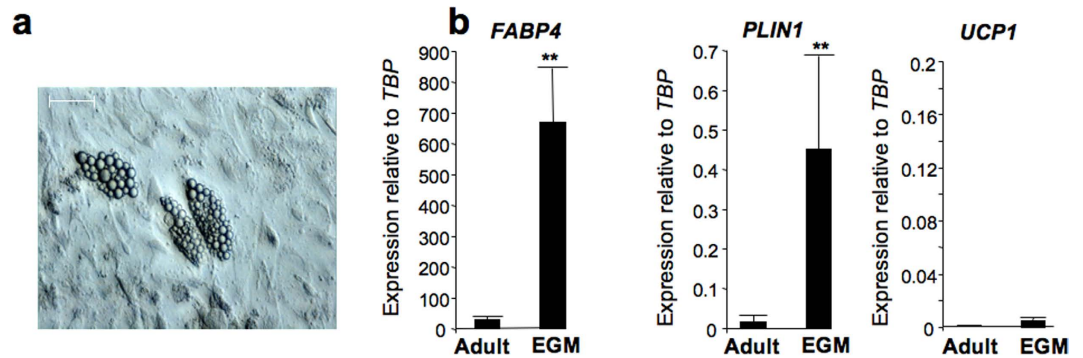 a
b
FABP4
Expression relative to TBP
900
800
700
600
500
400
300
200
100
0
**
Adult EGM
PLIN1
Expression relative to TBP
0.7
0.6
0.5
0.4
0.3
0.2
0.1
0
**
Adult EGM
UCP1
Expression relative to TBP
0.2
0.16
0.12
0.08
0.04
0
Adult EGM